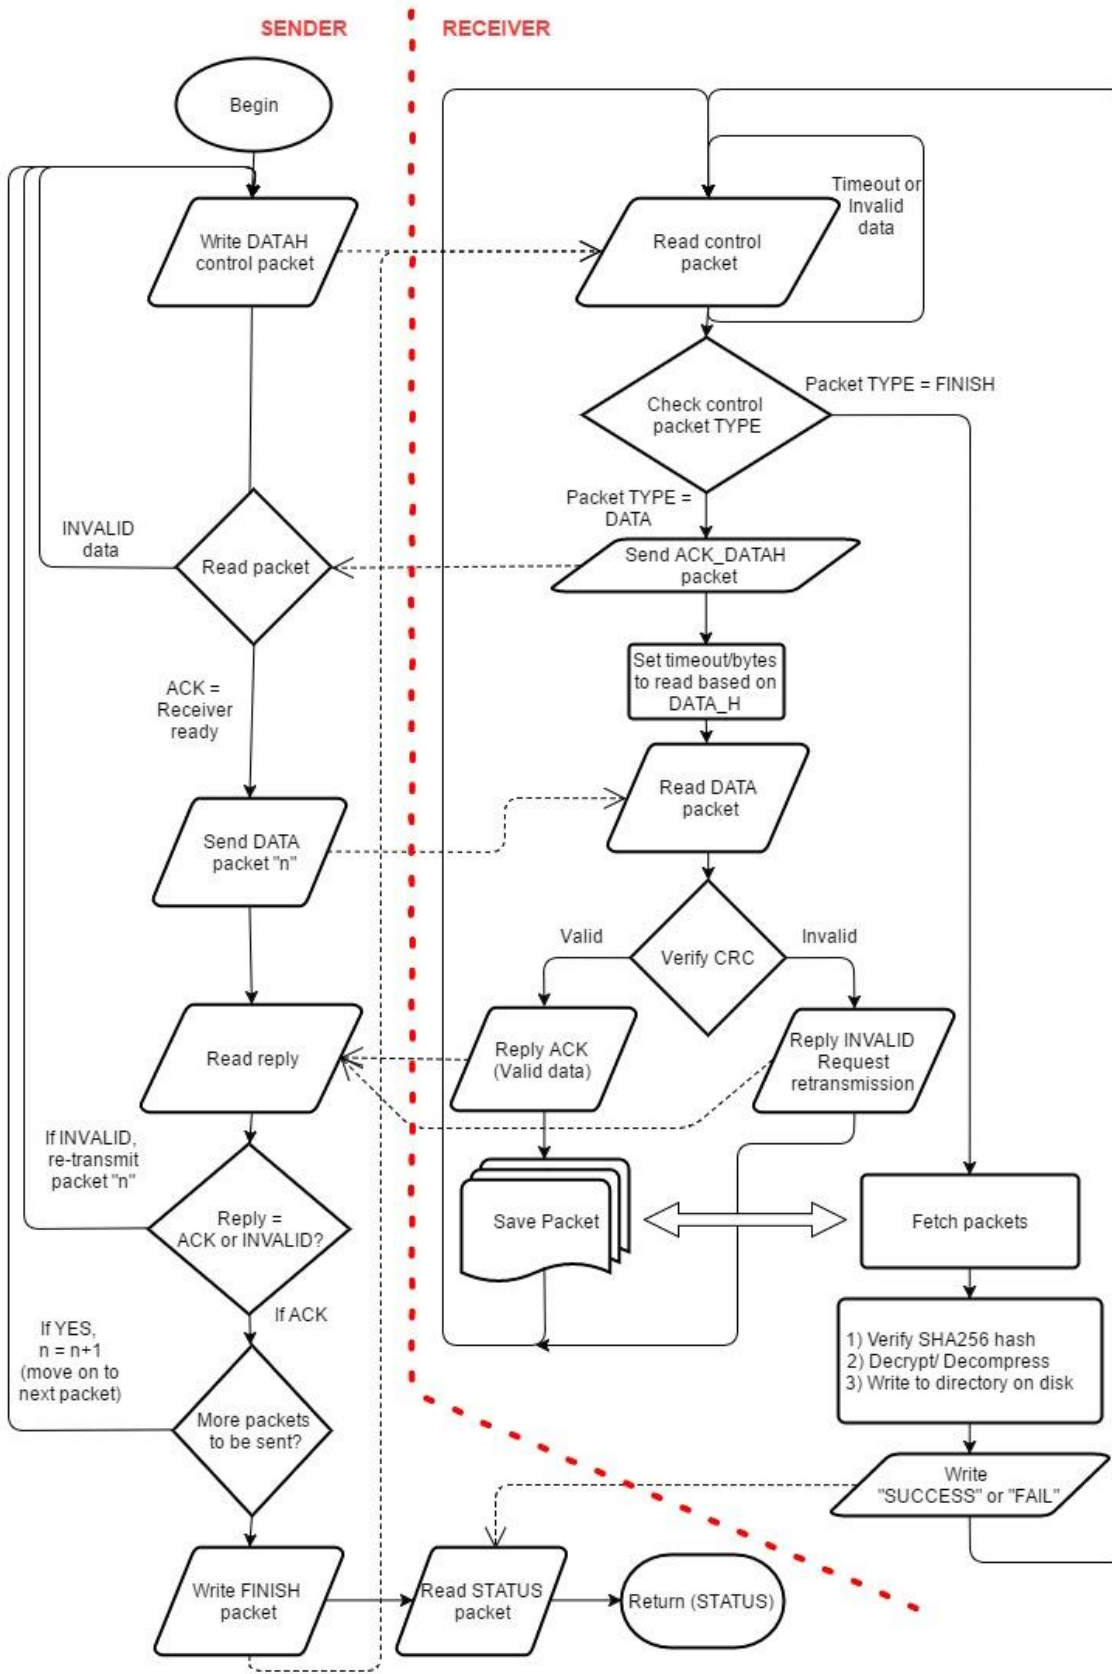 SENDER
RECEIVER
Begin
Write DATAH
control packet
Read control
packet
Timeout or
Invalid
data
Check control
packet TYPE
Packet TYPE = FINISH
Packet TYPE =
DATA
INVALID
data
Read packet
Send ACK_DATAH
packet
Set timeout/bytes
to read based on
DATA_H
ACK =
Receiver
ready
Read DATA
packet
Send DATA
packet "n"
Valid
Verify CRC
Invalid
Read reply
Reply ACK
(Valid data)
Reply INVALID
Request
retransmission
If INVALID,
re-transmit
packet "n"
Reply =
ACK or INVALID?
Save Packet
Fetch packets
If ACK
If YES,
n = n+1
(move on to
next packet)
1) Verify SHA256 hash
2) Decrypt/ Decompress
3) Write to directory on disk
More packets
to be sent?
Write
"SUCCESS" or "FAIL"
Write FINISH
packet
Read STATUS
packet
Return (STATUS)